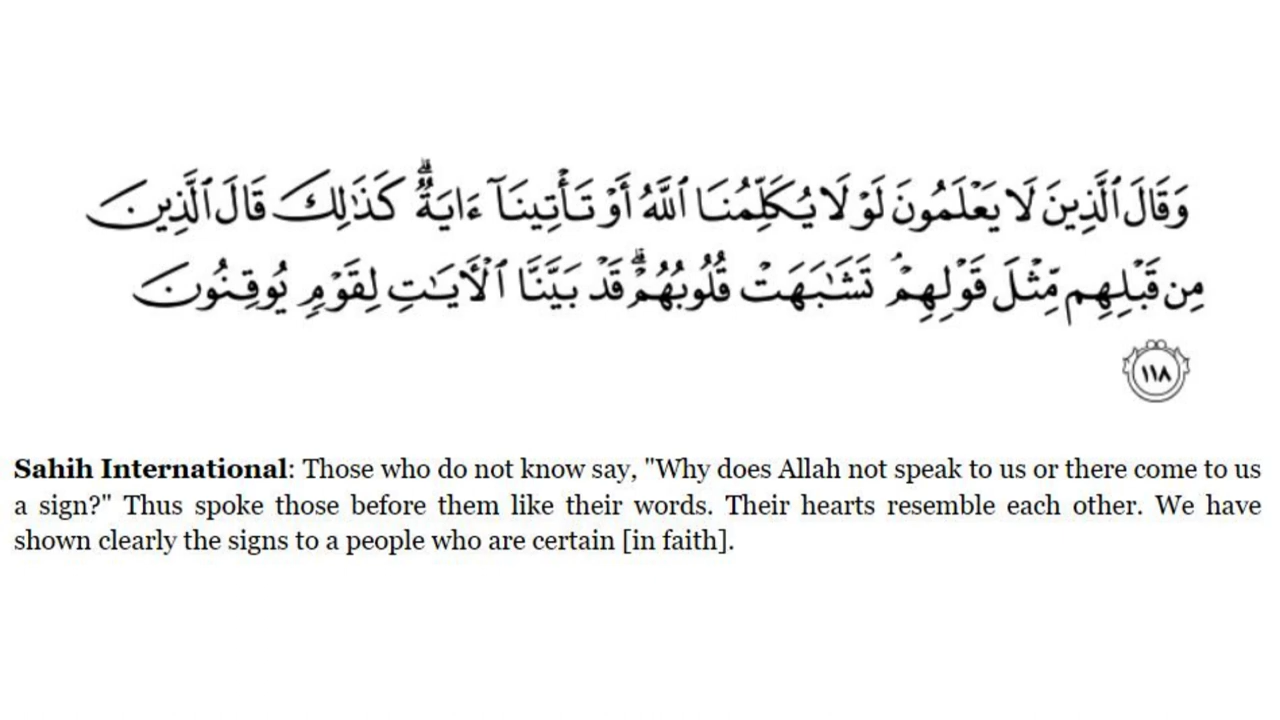 وَقَالَ ٱلَّذِينَ لَا يَعْلَمُونَ لَوْلَا يُكَلِّمُنَا ٱللَّهُ أَوْ تَأْتِينَآ ءَايَةٌۗ كَذَٰلِكَ قَالَ ٱلَّذِينَ
مِن قَبْلِهِم مِّثْلَ قَوْلِهِمْۘ تَشَٰبَهَتْ قُلُوبُهُمْۗ قَدْ بَيَّنَّا ٱلْأَيَٰتِ لِقَوْمٍ يُوقِنُونَ
١١٨
Sahih International: Those who do not know say, "Why does Allah not speak to us or there come to us
a sign?" Thus spoke those before them like their words. Their hearts resemble each other. We have
shown clearly the signs to a people who are certain [in faith].